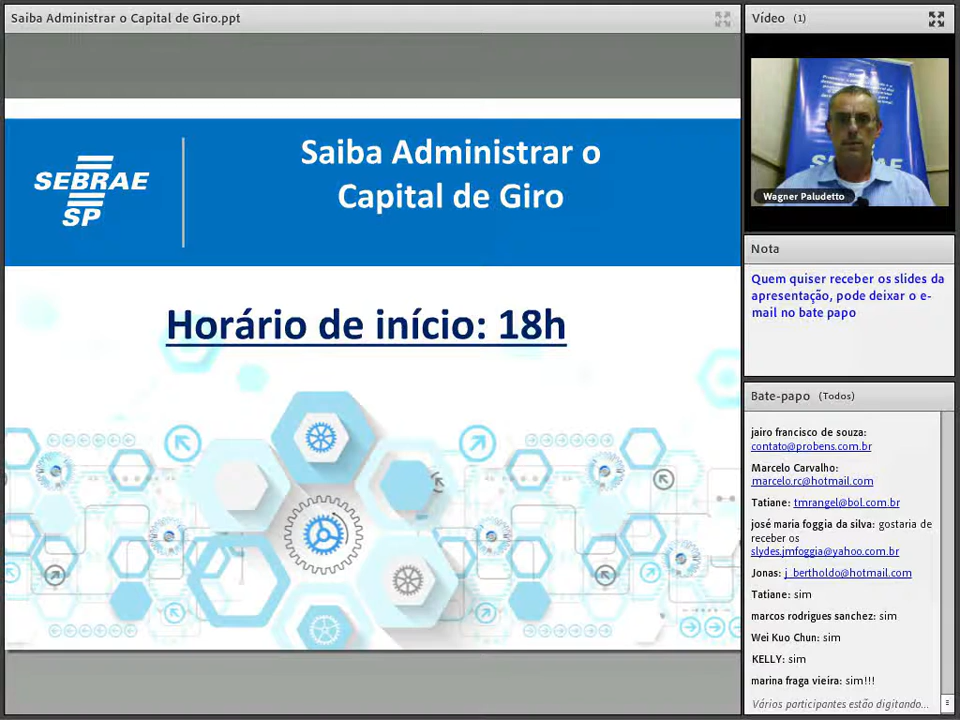 Saiba Administrar o Capital de Giro.ppt
SEBRAE
SP
Saiba Administrar o
Capital de Giro
Horário de início: 18h
Vídeo (1)
Wagner Paludetto
Nota
Quem quiser receber os slides da
apresentação, pode deixar o e-
mail no bate papo
Bate-papo (Todos)
jairo francisco de souza:
contato@probens.com.br
Marcelo Carvalho:
marcelo.rc@hotmail.com
Tatiane: tmrangel@bol.com.br
josé maria foggia da silva: gostaria de
receber os
slydes.jmfoggia@yahoo.com.br
Jonas: j_bertholdo@hotmail.com
Tatiane: sim
marcos rodrigues sanchez: sim
Wei Kuo Chun: sim
KELLY: sim
marina fraga vieira: sim!!!
Vários participantes estão digitando...